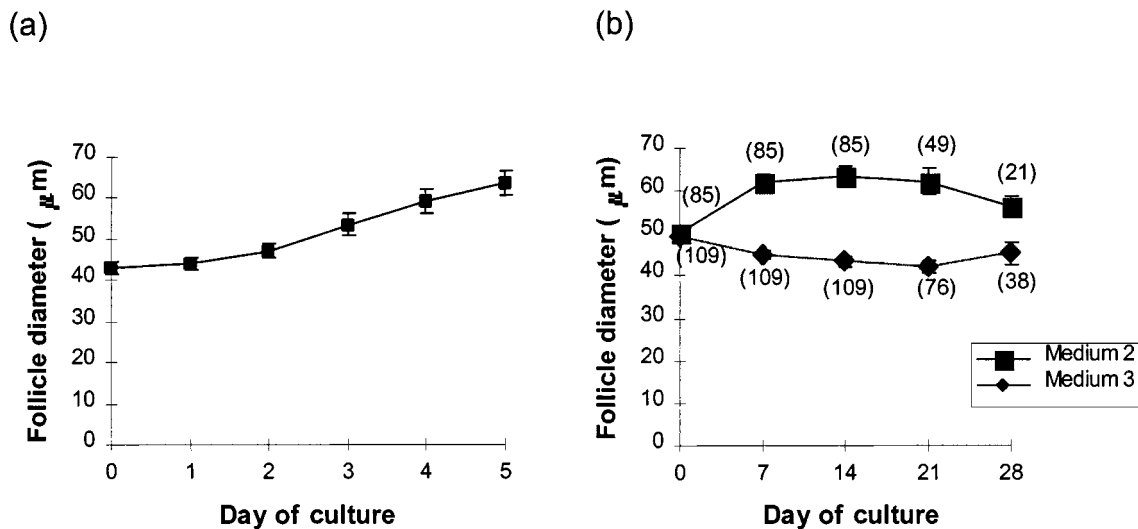 (a)
Follicle diameter ( μm)
70
60
50
40
30
20
10
0
0 1 2 3 4 5
Day of culture
(b)
Follicle diameter ( μm)
70
60
50
40
30
20
10
0
(85) (85) (85) (49) (21)
(109) (109) (109) (76) (38)
0 7 14 21 28
Day of culture
Medium 2
Medium 3